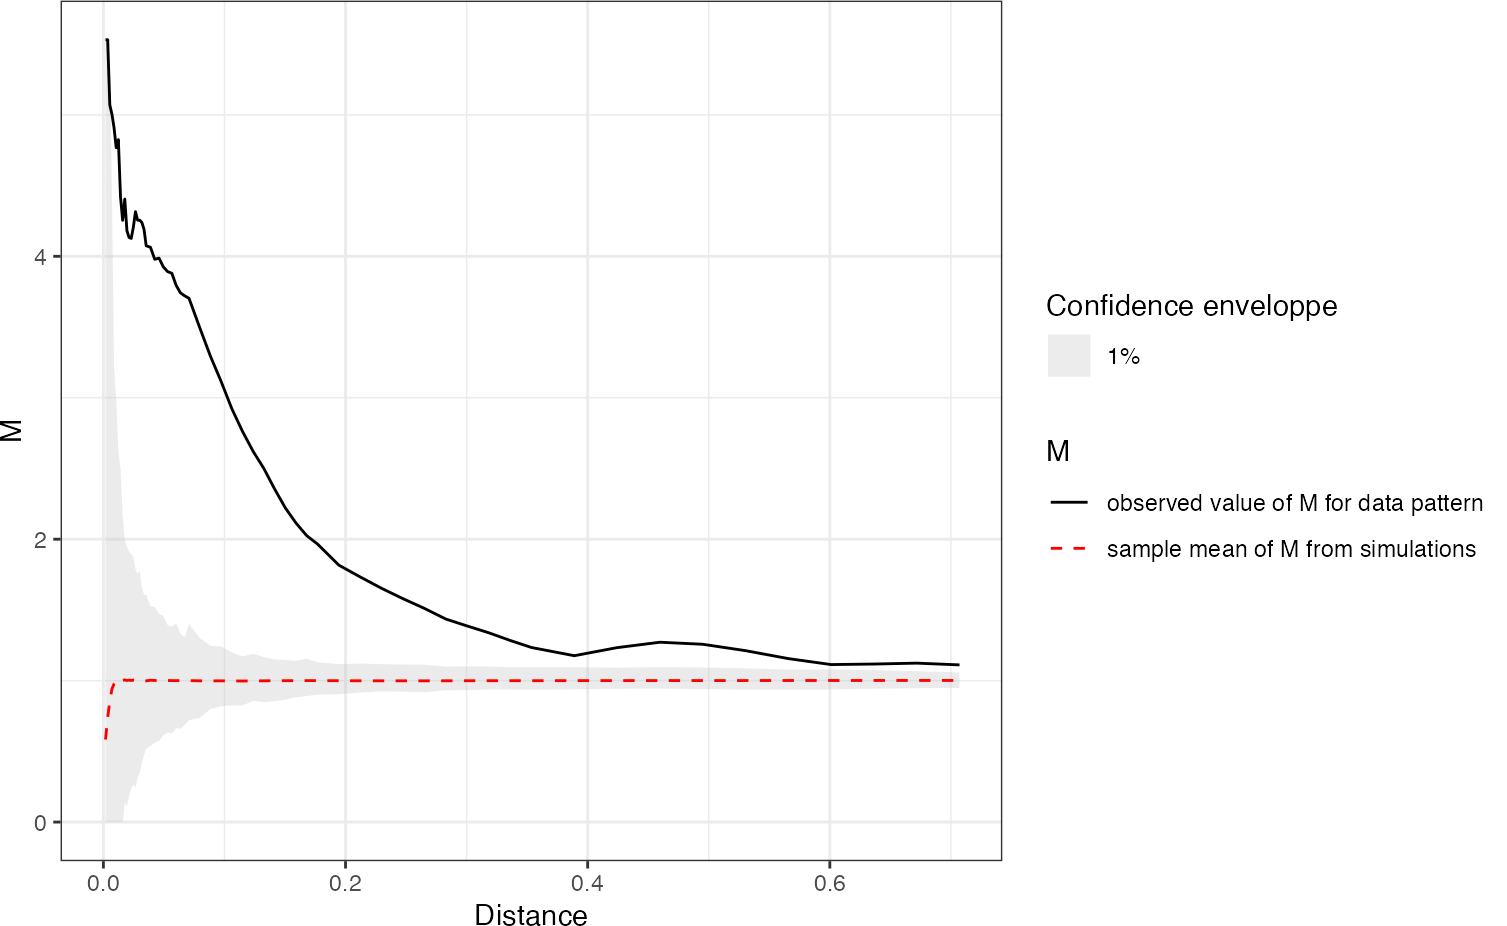 M
4
2
0
0.0 0.2 0.4 0.6
Distance
Confidence enveloppe
1%
M
observed value of M for data pattern
sample mean of M from simulations